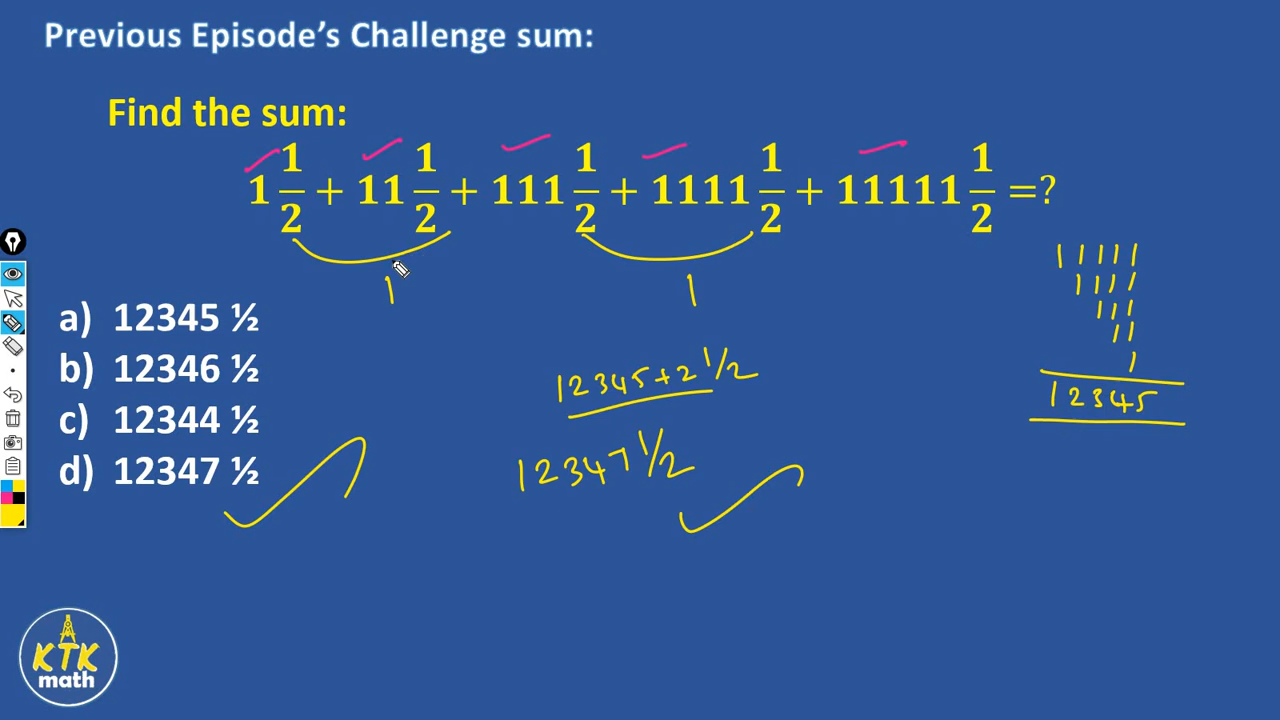 Previous Episode's Challenge sum:
Find the sum:
1 1/2 + 11 1/2 + 111 1/2 + 1111 1/2 + 11111 1/2 =?
1 1
a) 12345 ½
b) 12346 ½
c) 12344 ½
d) 12347 ½
12345+2 1/2
12347 1/2
11111
1111
111
11
1
12345
KTK
math